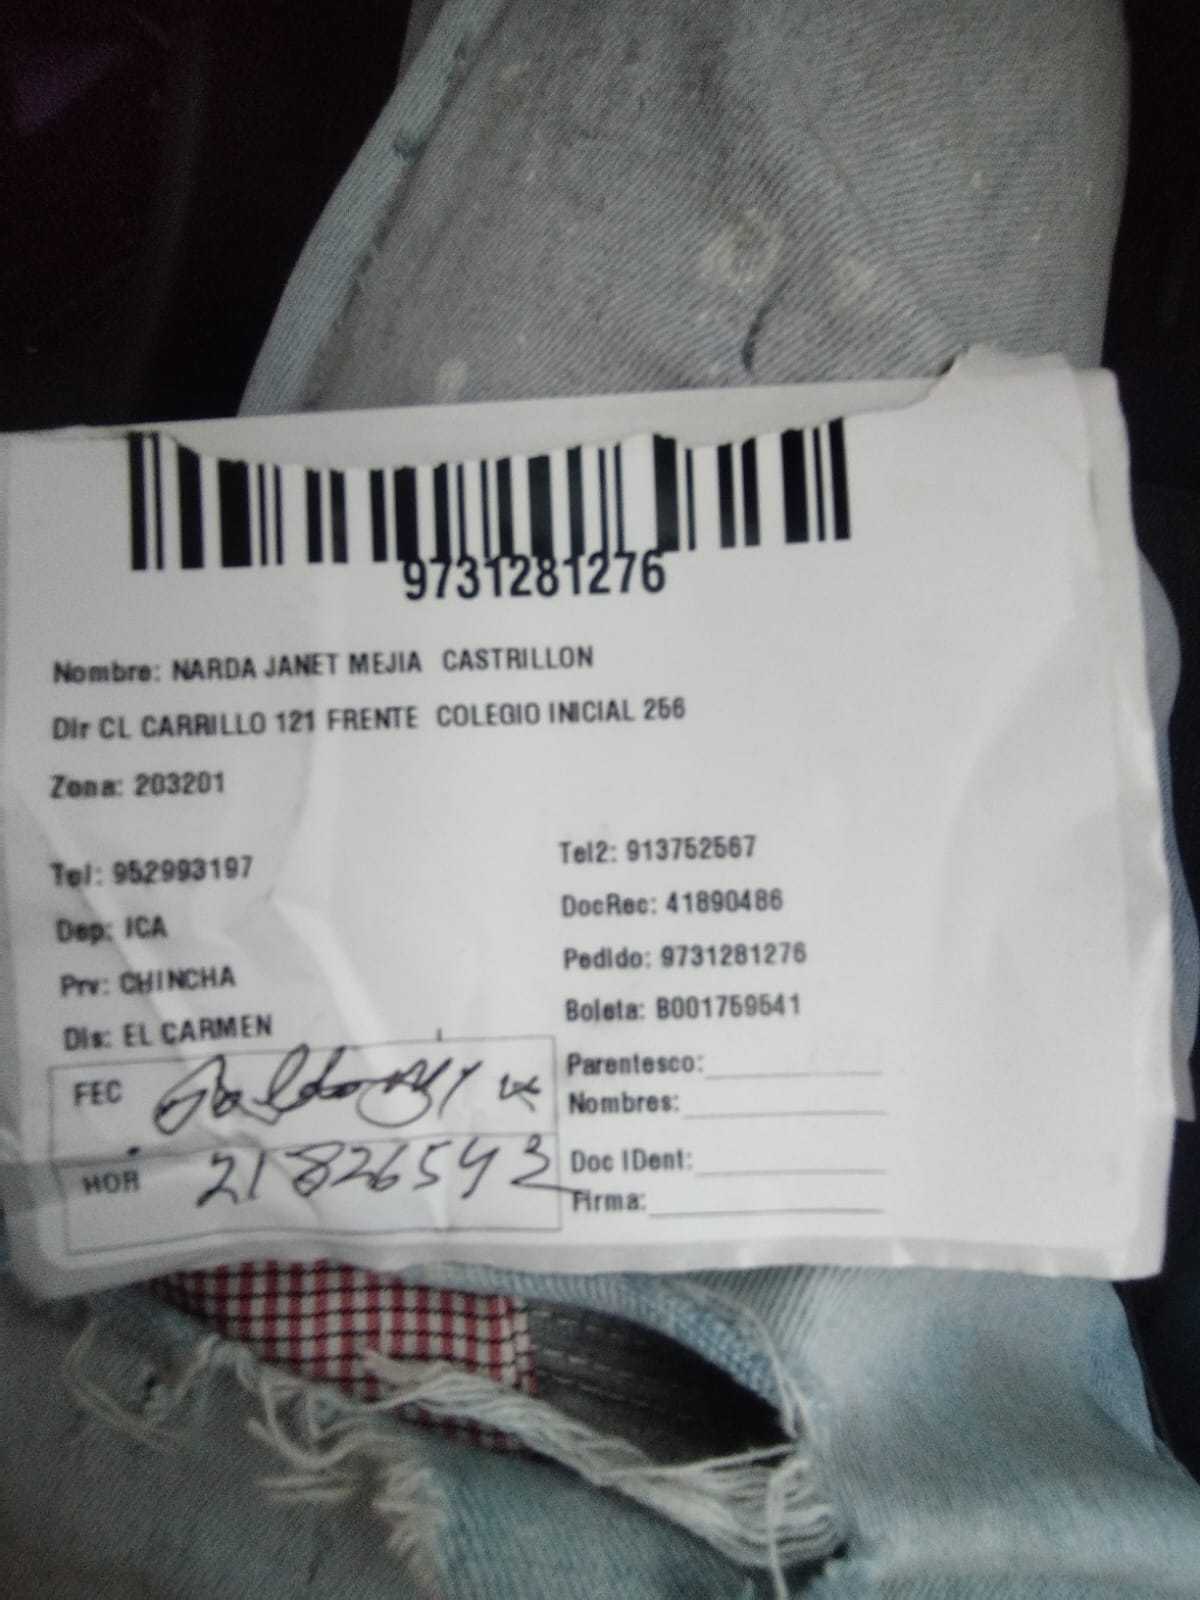 9731281276
Nombre: NARDA JANET MEJIA CASTRILLON
Dir CL CARRILLO 121 FRENTE COLEGIO INICIAL 256
Zona: 203201
Tel: 952993197
Tel2: 913752567
DocRec: 41890486
Dep: ICA
Pedido: 9731281276
Prv: CHINCHA
Boleta: B001759541
Dis: EL CARMEN
Parentesco:
FEC
Nombres:
HOR 21826543
Doc IDent:
Firma: